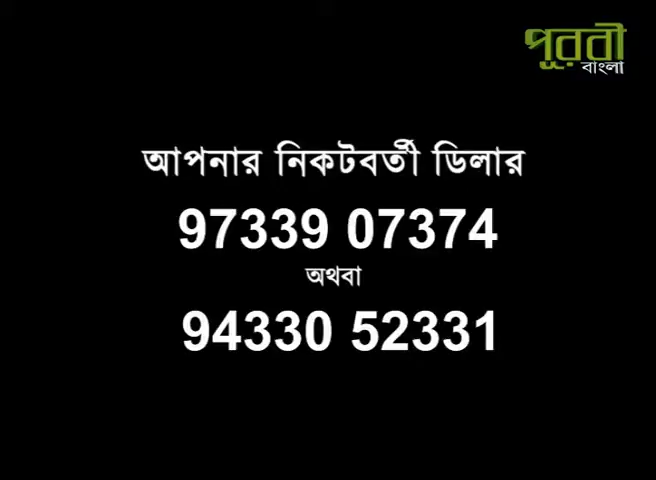 পূরবী
বাংলা
আপনার নিকটবর্তী ডিলার
97339 07374
অথবা
94330 52331